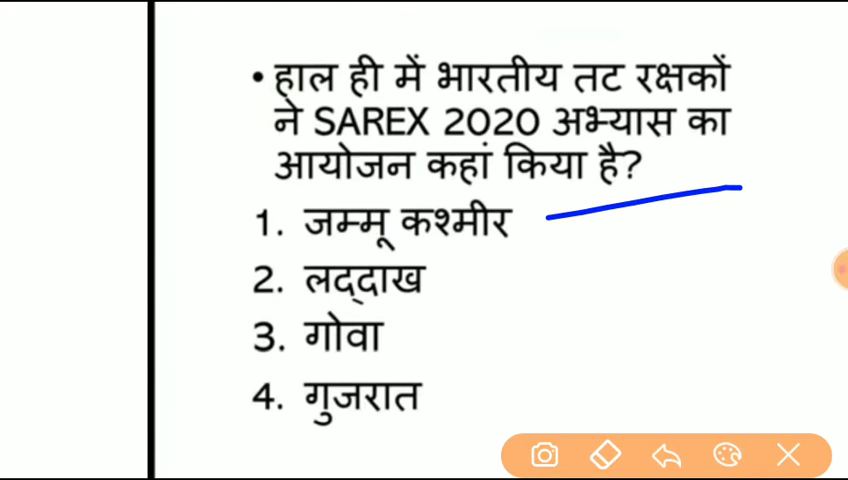 • हाल ही में भारतीय तट रक्षकों
ने SAREX 2020 अभ्यास का
आयोजन कहां किया है?
1. जम्मू कश्मीर
2. लद्दाख
3. गोवा
4. गुजरात